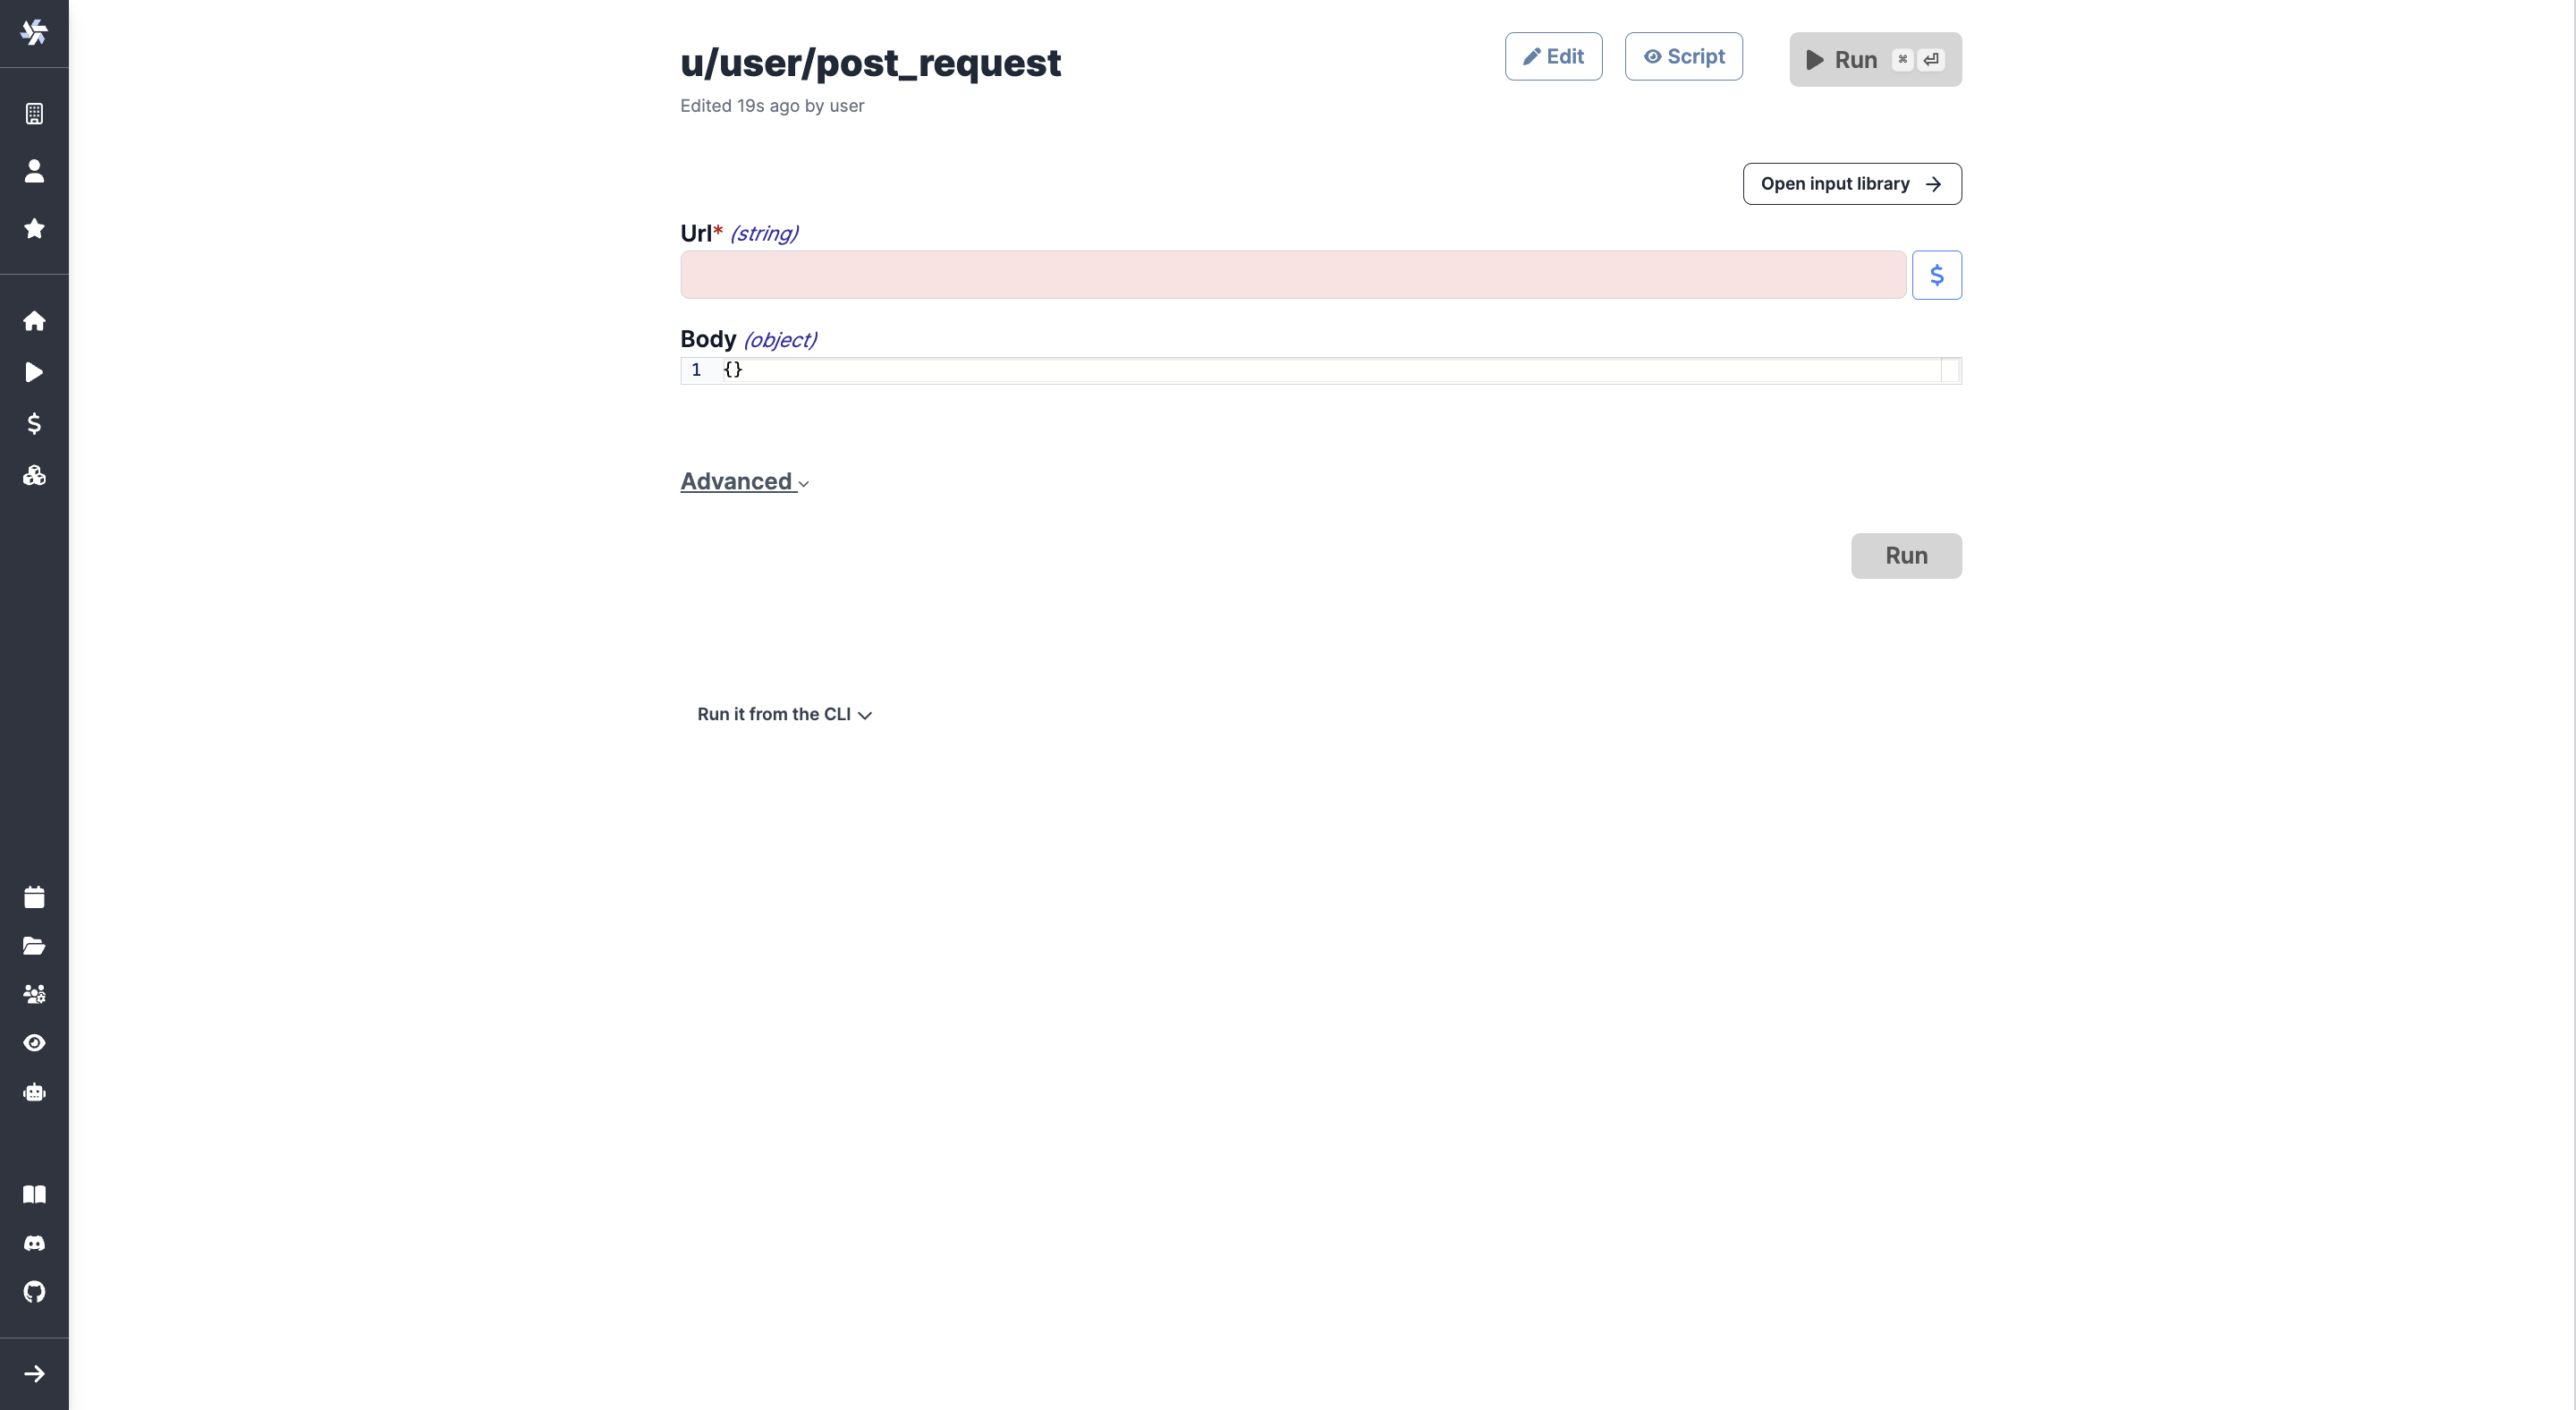 u/user/post_request
Edit
Script
Run ⌘ ⏎
Edited 19s ago by user
Open input library
Url* (string)
$
Body (object)
1 {}
Advanced
Run
Run it from the CLI